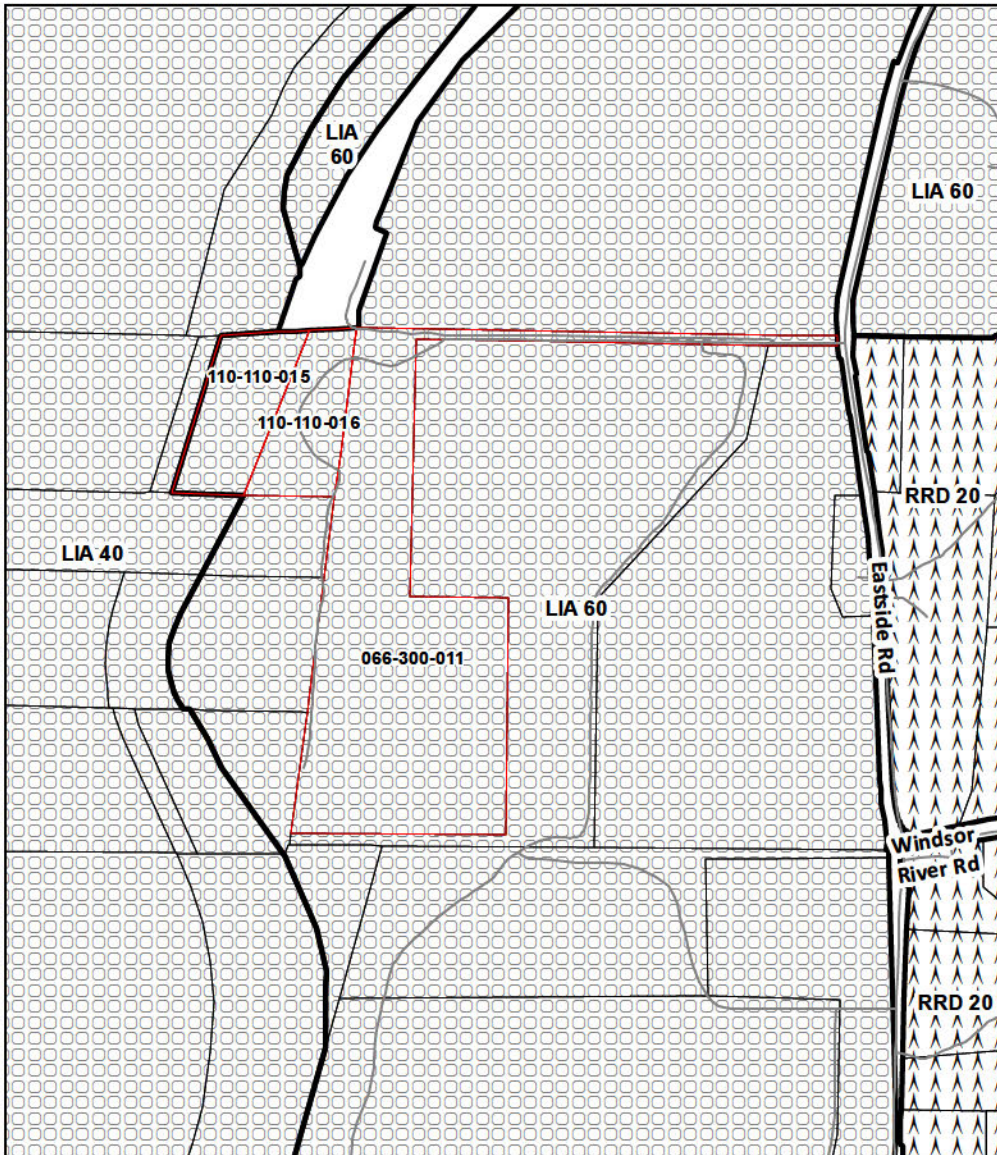 LIA
60
LIA 60
110-110-015
110-110-016
RRD 20
LIA 40
Eastside Rd
LIA 60
066-300-011
Windsor
River Rd
RRD 20